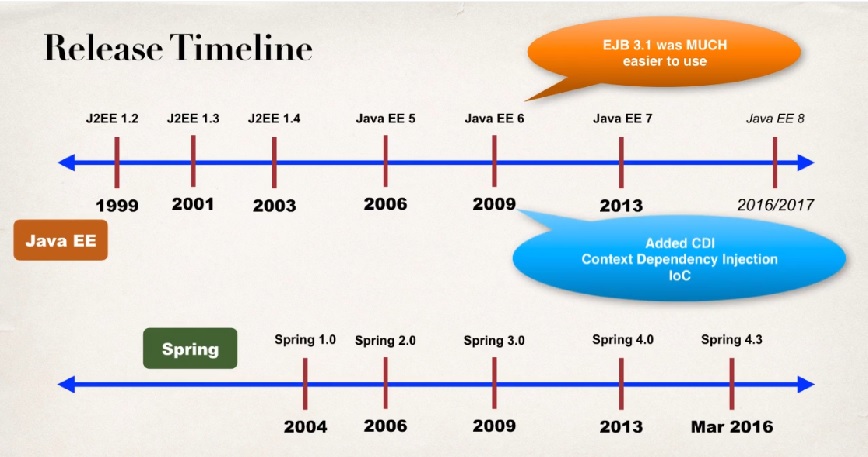 Release Timeline
EJB 3.1 was MUCH
easier to use
J2EE 1.2 J2EE 1.3 J2EE 1.4 Java EE 5 Java EE 6 Java EE 7 Java EE 8
1999 2001 2003 2006 2009 2013 2016/2017
Java EE
Added CDI
Context Dependency Injection
IoC
Spring
Spring 1.0 Spring 2.0 Spring 3.0 Spring 4.0 Spring 4.3
2004 2006 2009 2013 Mar 2016